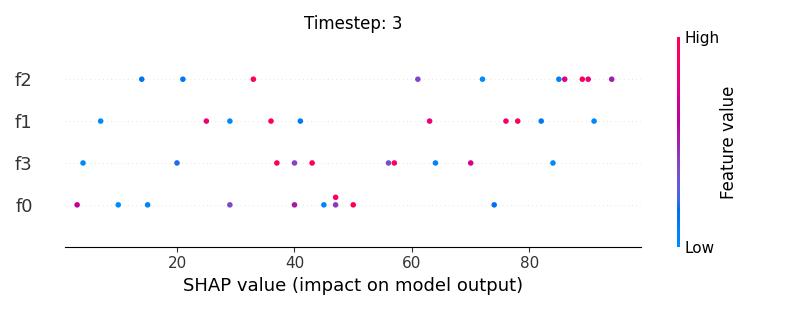 Timestep: 3
High
f2
f1
f3
f0
Feature value
Low
20 40 60 80
SHAP value (impact on model output)